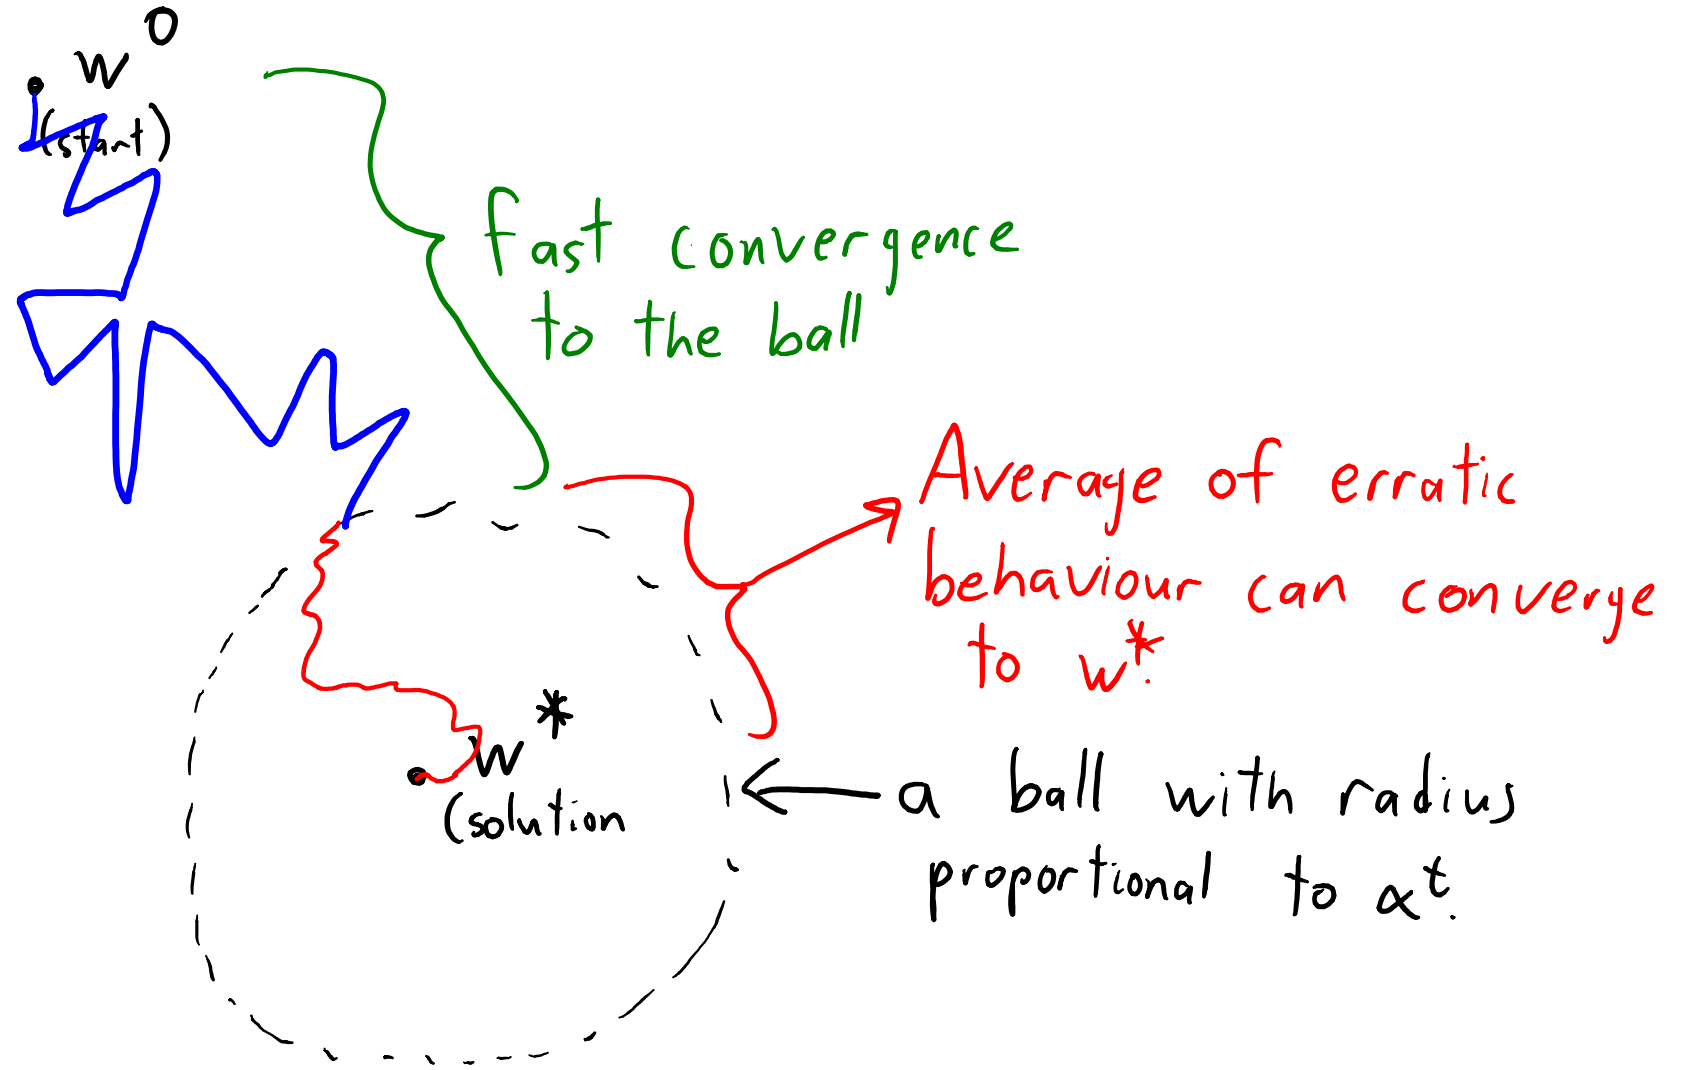 w⁰
(start)
fast convergence
to the ball
Average of erratic
behaviour can converge
to w*.
w*
(solution
a ball with radius
proportional to αᵗ.